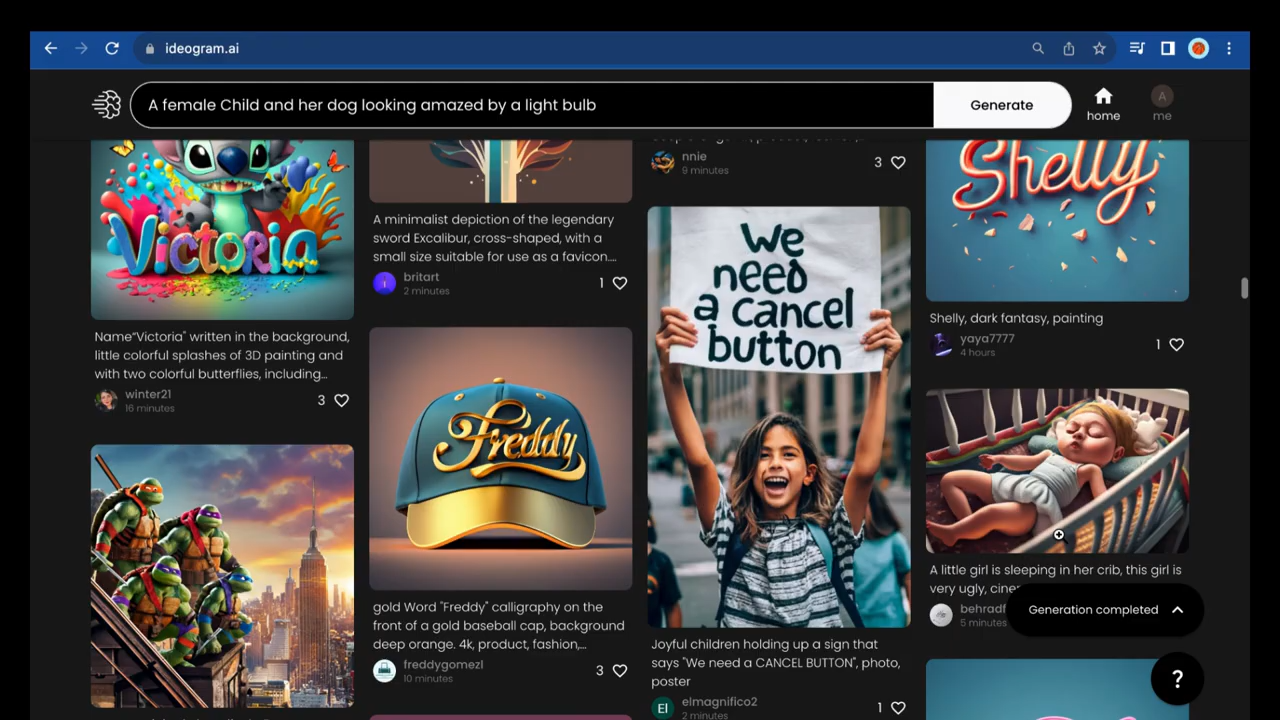 ideogram.ai
A female Child and her dog looking amazed by a light bulb
Generate
home
A
me
Victoria
Name“Victoria" written in the background,
little colorful splashes of 3D painting and
with two colorful butterflies, including...
winter21
16 minutes
3
A minimalist depiction of the legendary
sword Excalibur, cross-shaped, with a
small size suitable for use as a favicon....
i
britart
2 minutes
1
Freddy
gold Word "Freddy" calligraphy on the
front of a gold baseball cap, background
deep orange. 4k, product, fashion,...
freddygomezl
10 minutes
3
nnie
9 minutes
3
We
need
a cancel
button
Joyful children holding up a sign that
says "We need a CANCEL BUTTON", photo,
poster
El
elmagnifico2
2 minutes
1
Shelly
Shelly, dark fantasy, painting
yaya7777
4 hours
1
A little girl is sleeping in her crib, this girl is
very ugly, cine
behradf
5 minutes
Generation completed
?